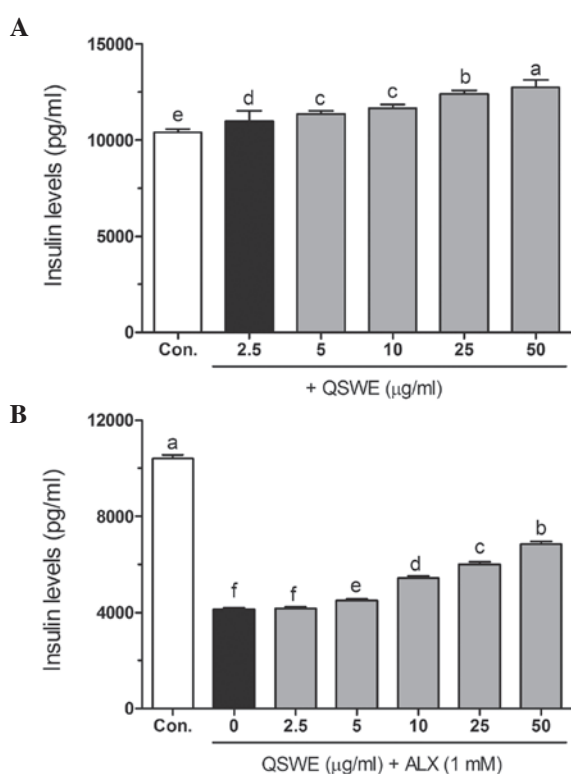 A
15000
10000
5000
0
Insulin levels (pg/ml)
e d c c b a
Con. 2.5 5 10 25 50
+ QSWE (μg/ml)
B
12000
8000
4000
0
Insulin levels (pg/ml)
a f f e d c b
Con. 0 2.5 5 10 25 50
QSWE (μg/ml) + ALX (1 mM)